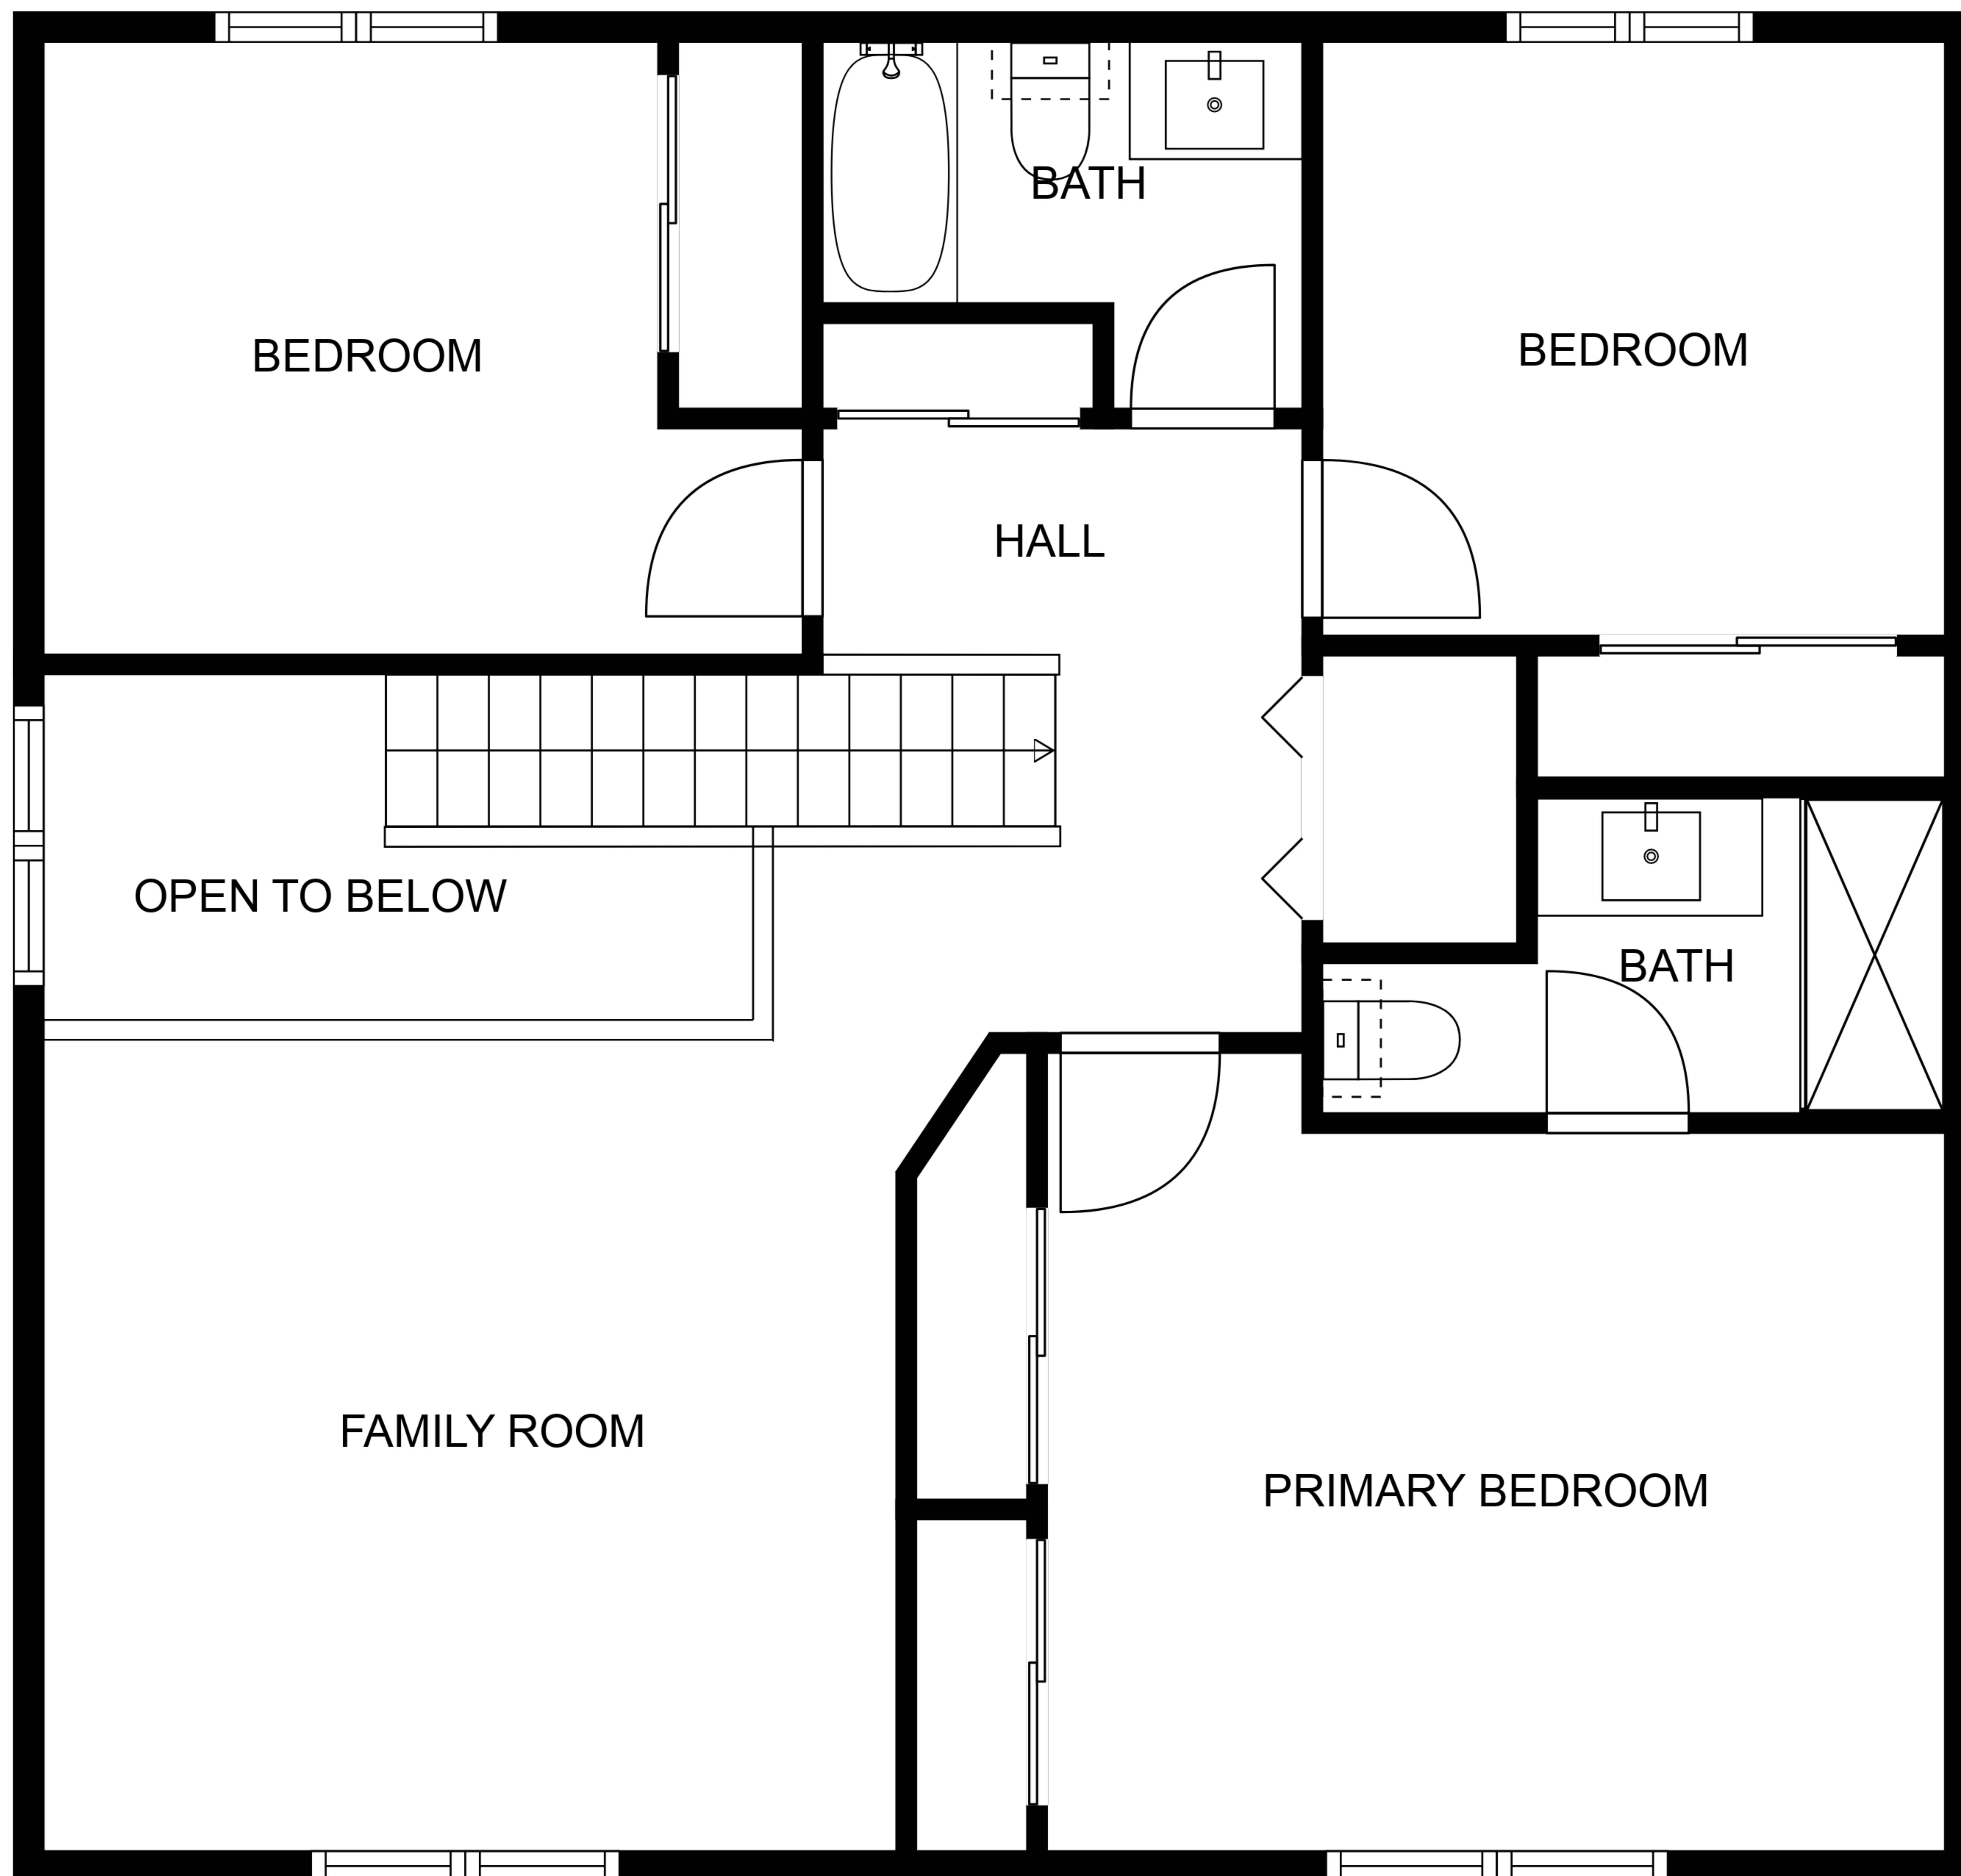 BATH
BEDROOM
BEDROOM
HALL
OPEN TO BELOW
BATH
FAMILY ROOM
PRIMARY BEDROOM